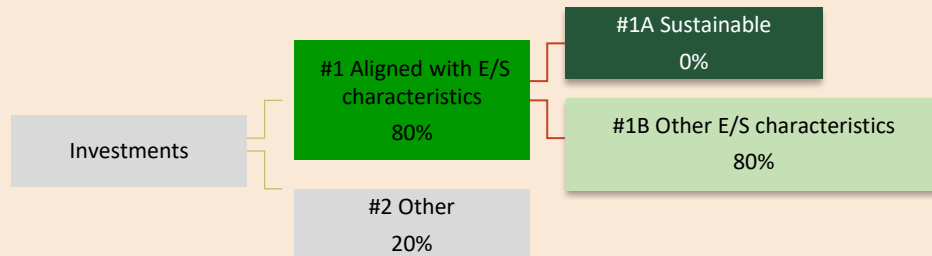 #1A Sustainable
0%
#1 Aligned with E/S
characteristics
80%
#1B Other E/S characteristics
80%
Investments
#2 Other
20%